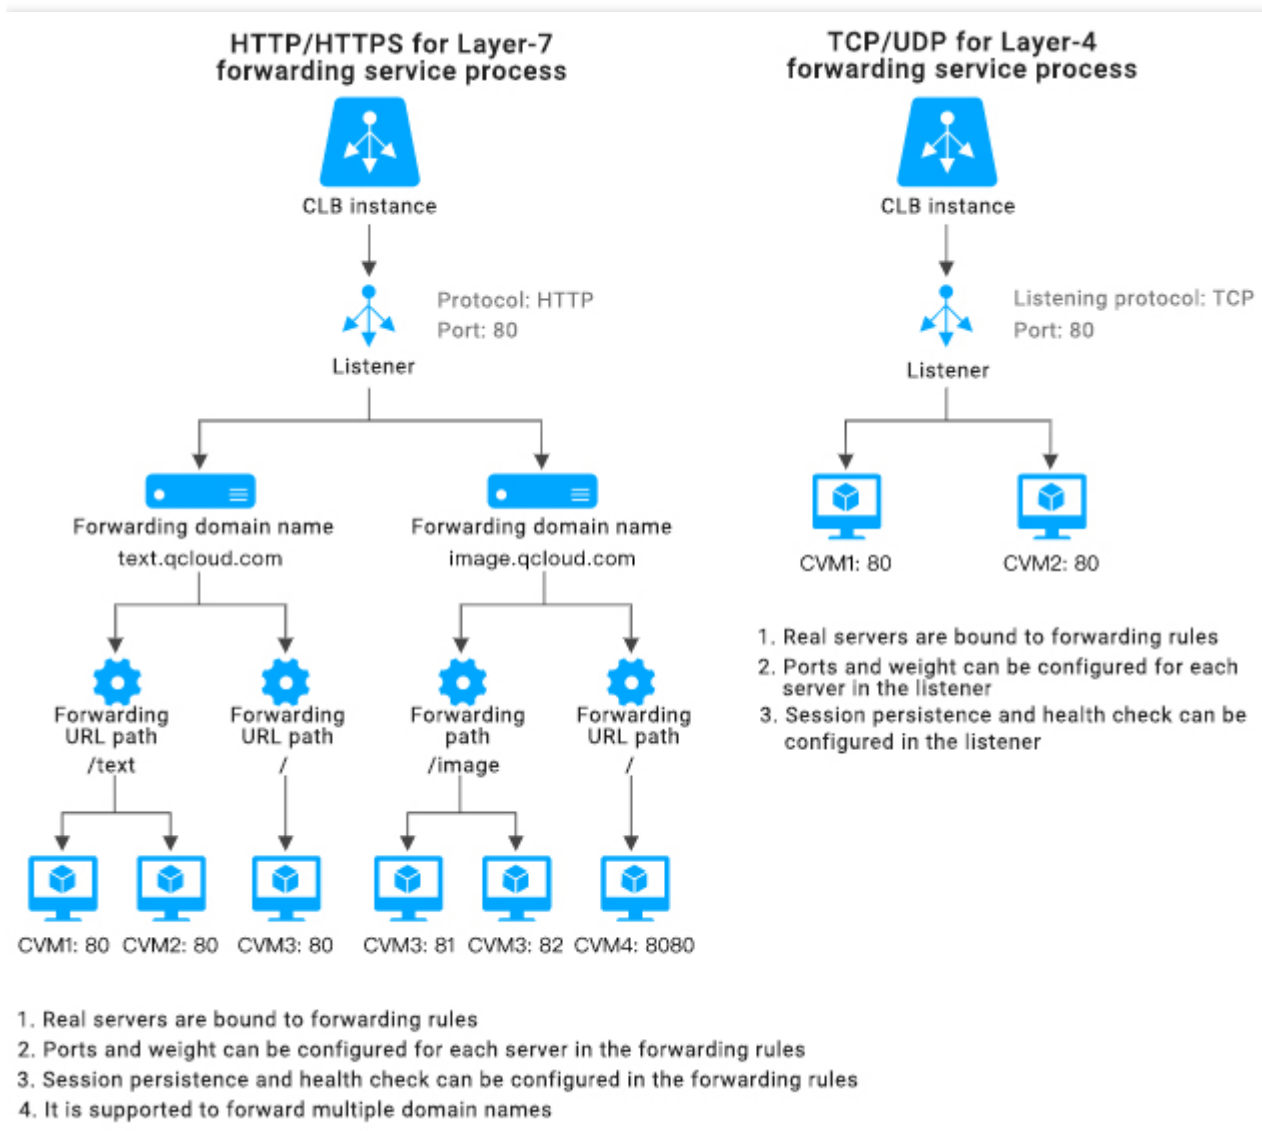 HTTP/HTTPS for Layer-7
forwarding service process
CLB instance
Protocol: HTTP
Port: 80
Listener
Forwarding domain name
text.qcloud.com
Forwarding domain name
image.qcloud.com
Forwarding
URL path
/text
Forwarding
URL path
/
Forwarding
path
/image
Forwarding
URL path
/
CVM1: 80
CVM2: 80
CVM3: 80
CVM3: 81
CVM3: 82
CVM4: 8080
1. Real servers are bound to forwarding rules
2. Ports and weight can be configured for each server in the forwarding rules
3. Session persistence and health check can be configured in the forwarding rules
4. It is supported to forward multiple domain names
TCP/UDP for Layer-4
forwarding service process
CLB instance
Listening protocol: TCP
Port: 80
Listener
CVM1: 80
CVM2: 80
1. Real servers are bound to forwarding rules
2. Ports and weight can be configured for each
server in the listener
3. Session persistence and health check can be
configured in the listener